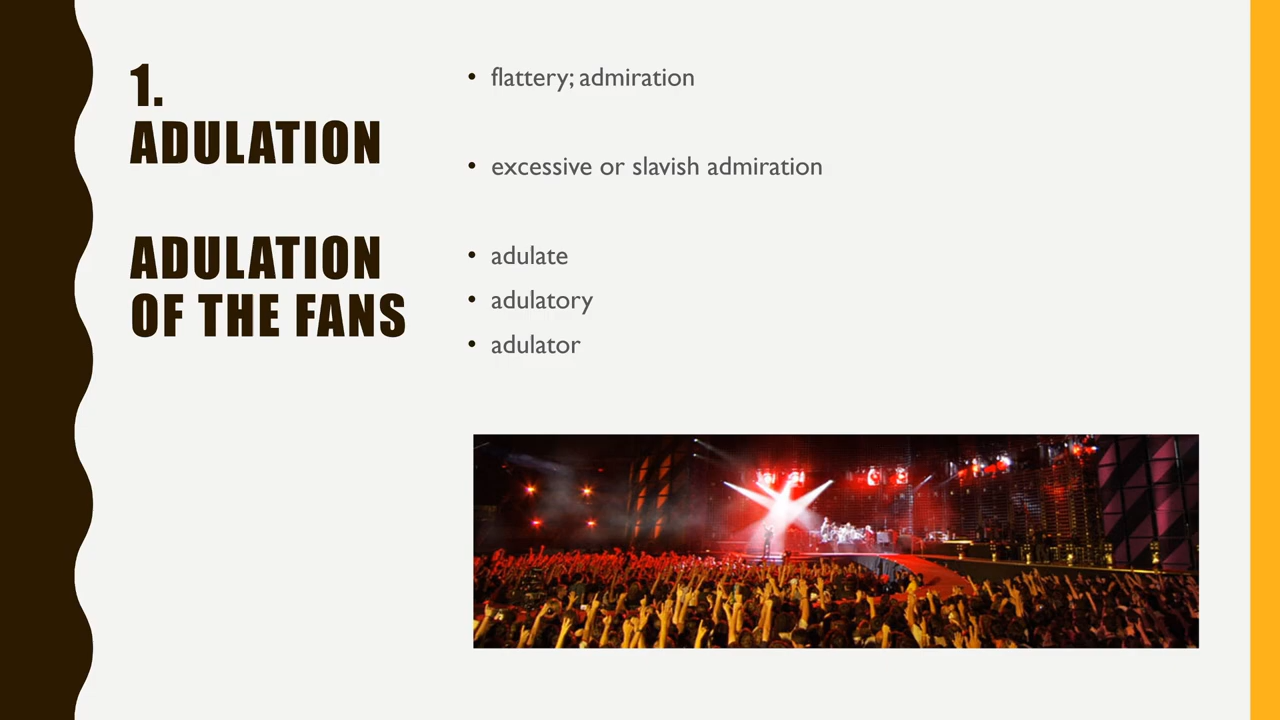 1.
ADULATION
ADULATION
OF THE FANS
• flattery; admiration
• excessive or slavish admiration
• adulate
• adulatory
• adulator